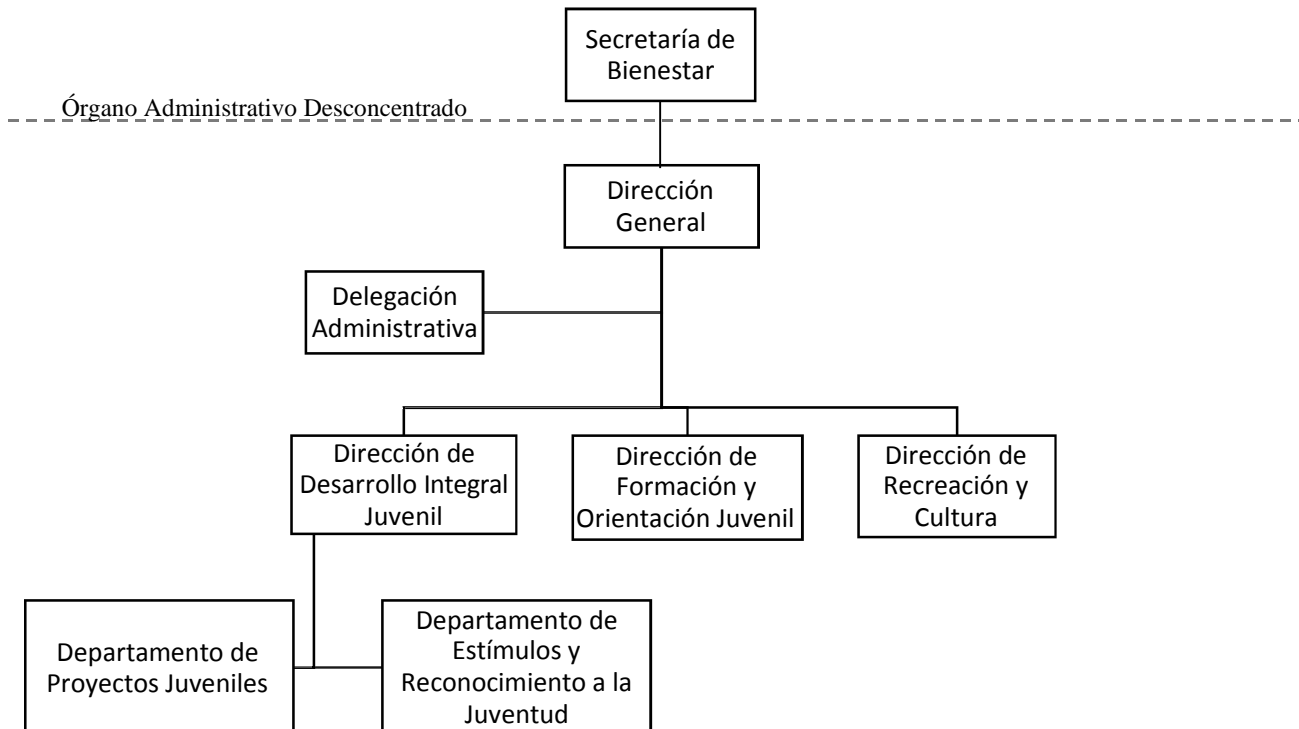 Secretaría de
Bienestar
Órgano Administrativo Desconcentrado
Dirección
General
Delegación
Administrativa
Dirección de
Desarrollo Integral
Juvenil
Dirección de
Formación y
Orientación Juvenil
Dirección de
Recreación y
Cultura
Departamento de
Proyectos Juveniles
Departamento de
Estímulos y
Reconocimiento a la
Juventud